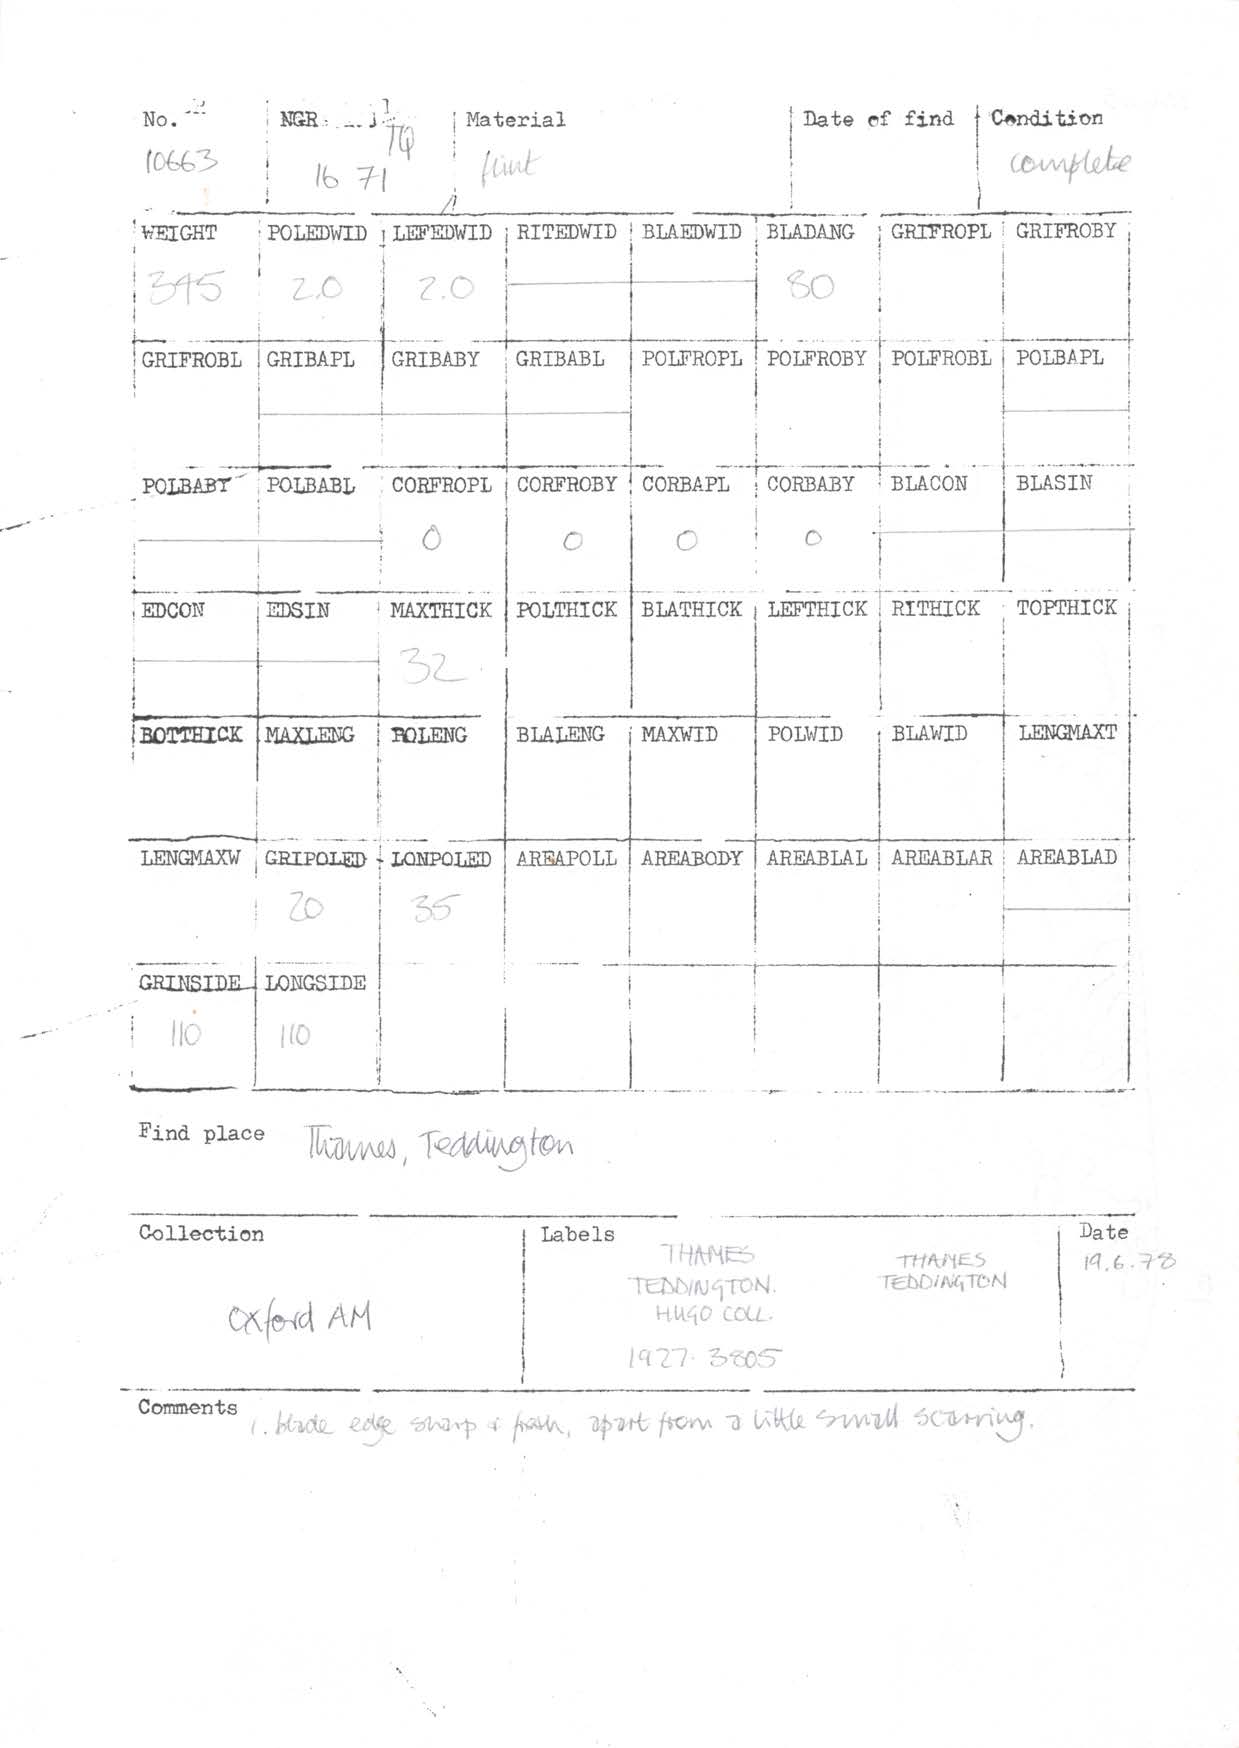 No. NGR Material Date of find Condition
10663 TQ 16 71 flint complete
WEIGHT POLEDWID LEFEDWID RITEDWID BLAEDWID BLADANG GRIFROPL GRIFROBY
345 2.0 2.0 80
GRIFROBL GRIBAPL GRIBABY GRIBABL POLFROPL POLFROBY POLFROBL POLBAPL
POLBABY POLBABL CORFROPL CORFROBY CORBAPL CORBABY BLACON BLASIN
0 0 0 0
EDCON EDSIN MAXTHICK POLTHICK BLATHICK LEFTHICK RITHICK TOPTHICK
32
BOTTHICK MAXLENG POLENG BLALENG MAXWID POLWID BLAWID LENGMAXT
LENGMAXW GRIPOLED LONPOLED AREAPOLL AREABODY AREABLAL AREABLAR AREABLAD
20 35
GRINSIDE LONGSIDE
110 110
Find place Thames, Teddington
Collection
Oxford AM
Labels
THAMES
TEDDINGTON.
HUGO COLL.
1927.3805
THAMES
TEDDINGTON
Date
19.6.78
Comments 1. blade edge sharp & fresh, apart from a little small scarring.